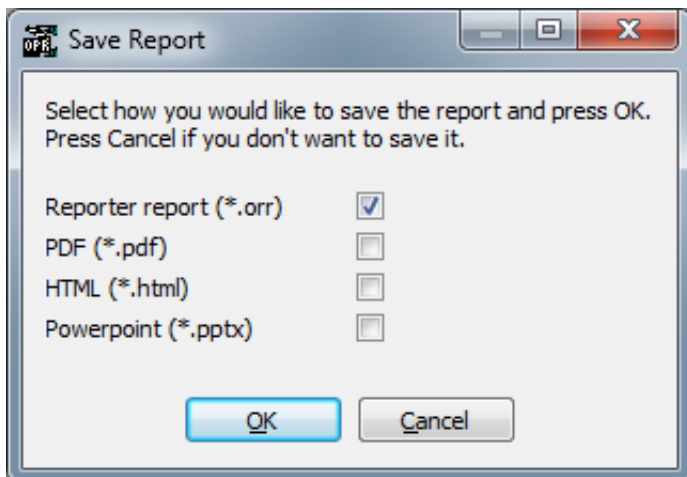 OPR Save Report
Select how you would like to save the report and press OK.
Press Cancel if you don't want to save it.
Reporter report (*.orr)
PDF (*.pdf)
HTML (*.html)
Powerpoint (*.pptx)
OK Cancel